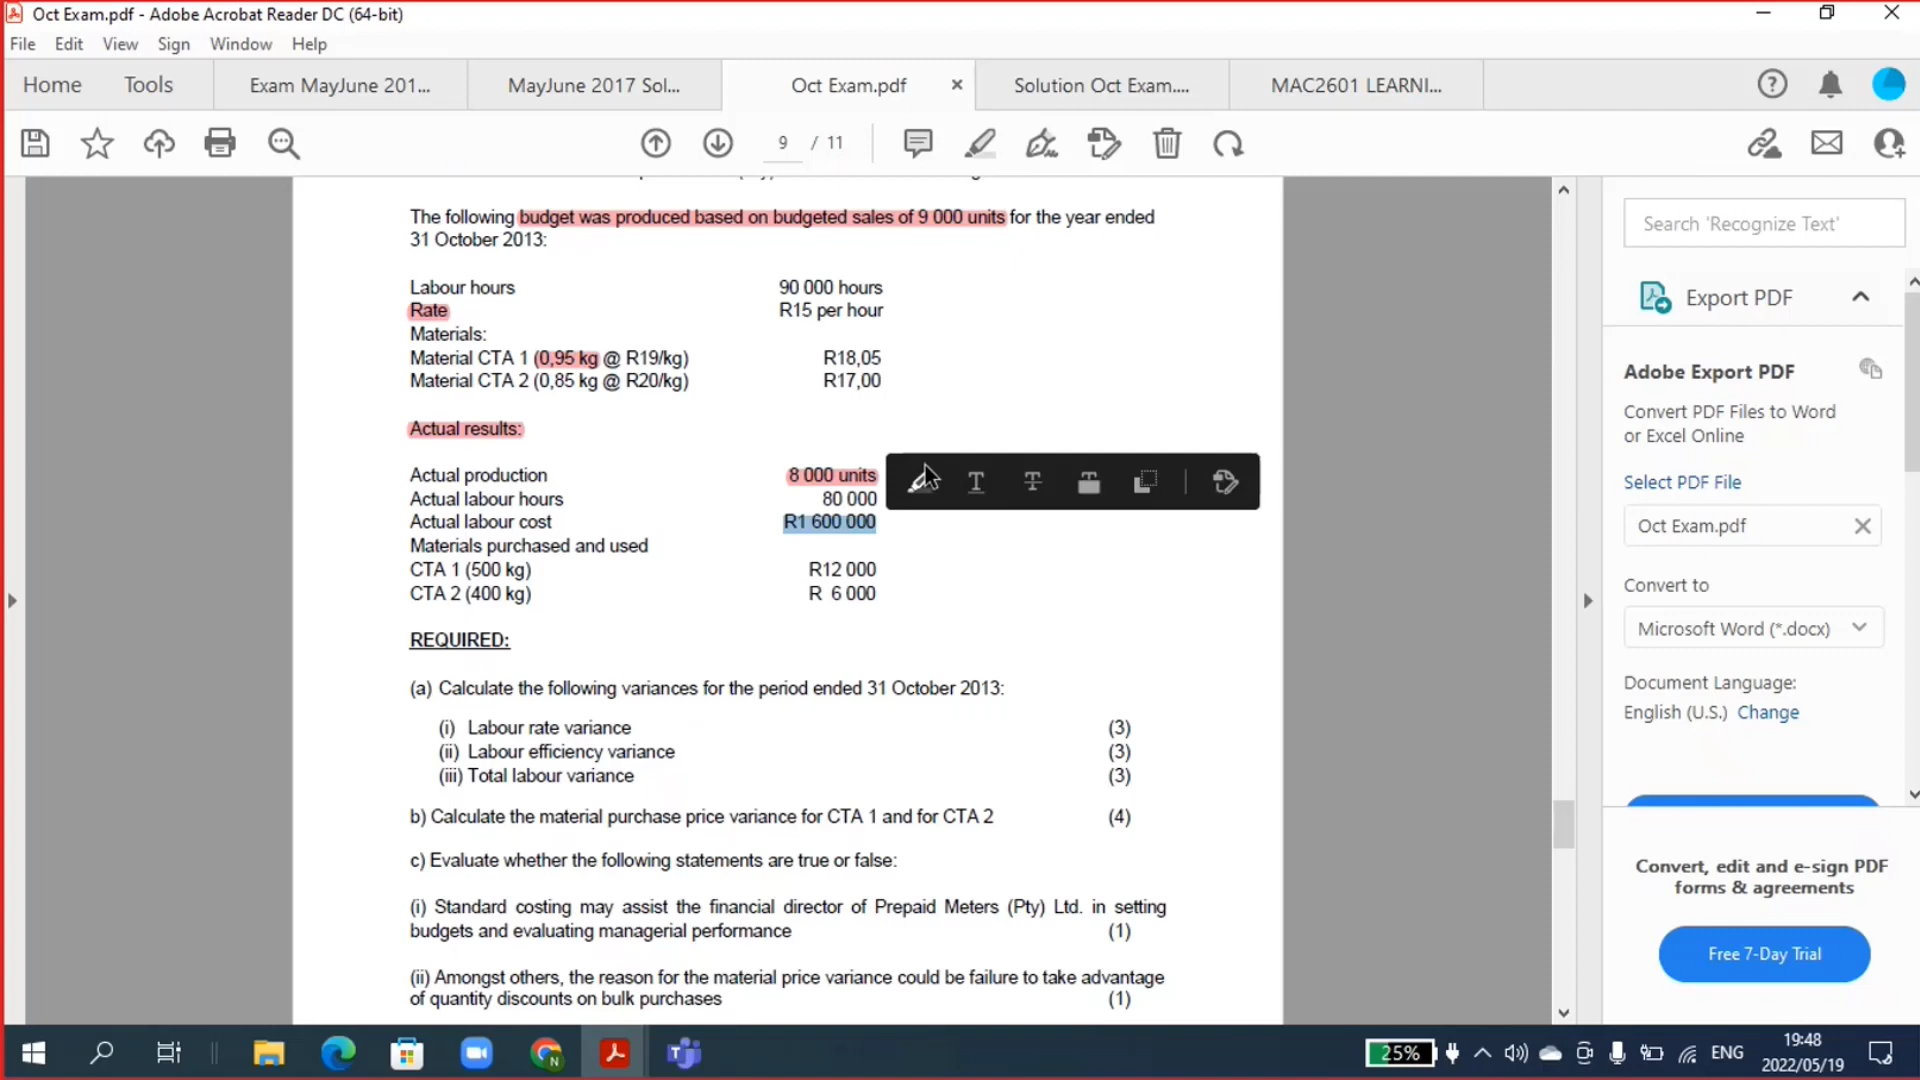 Oct Exam.pdf - Adobe Acrobat Reader DC (64-bit)
File Edit View Sign Window Help
Home Tools Exam MayJune 201... MayJune 2017 Sol... Oct Exam.pdf Solution Oct Exam.... MAC2601 LEARNI...
9 / 11
The following budget was produced based on budgeted sales of 9 000 units for the year ended
31 October 2013:
Labour hours 90 000 hours
Rate R15 per hour
Materials:
Material CTA 1 (0,95 kg @ R19/kg) R18,05
Material CTA 2 (0,85 kg @ R20/kg) R17,00
Actual results:
Actual production 8 000 units
Actual labour hours 80 000
Actual labour cost R1 600 000
Materials purchased and used
CTA 1 (500 kg) R12 000
CTA 2 (400 kg) R 6 000
REQUIRED:
(a) Calculate the following variances for the period ended 31 October 2013:
(i) Labour rate variance (3)
(ii) Labour efficiency variance (3)
(iii) Total labour variance (3)
b) Calculate the material purchase price variance for CTA 1 and for CTA 2 (4)
c) Evaluate whether the following statements are true or false:
(i) Standard costing may assist the financial director of Prepaid Meters (Pty) Ltd. in setting
budgets and evaluating managerial performance (1)
(ii) Amongst others, the reason for the material price variance could be failure to take advantage
of quantity discounts on bulk purchases (1)
Search 'Recognize Text'
Export PDF
Adobe Export PDF
Convert PDF Files to Word
or Excel Online
Select PDF File
Oct Exam.pdf
Convert to
Microsoft Word (*.docx)
Document Language:
English (U.S.) Change
Convert, edit and e-sign PDF
forms & agreements
Free 7-Day Trial
25% ENG
19:48
2022/05/19